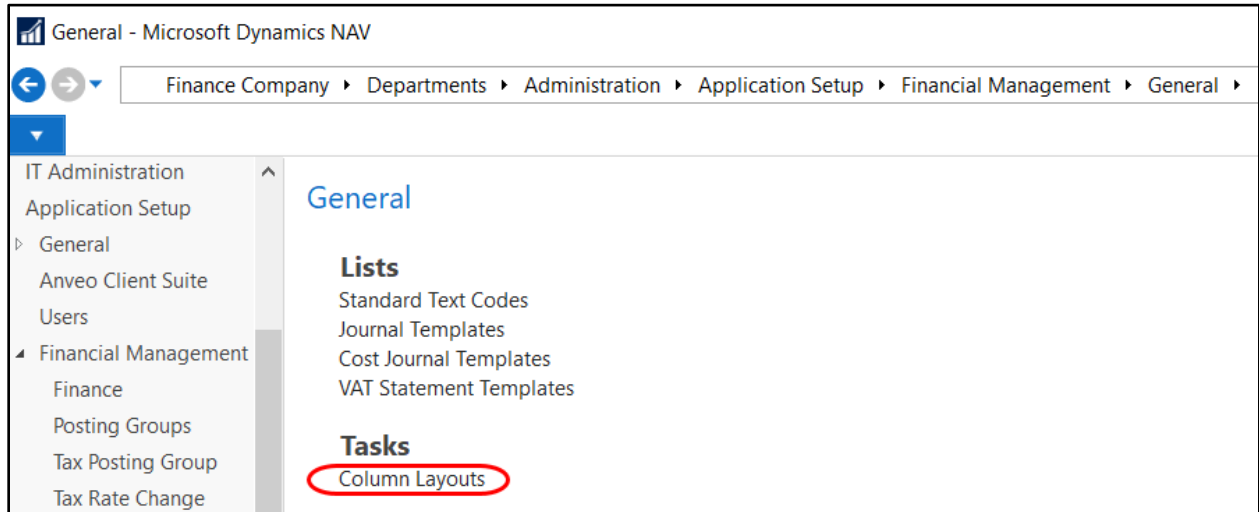 General - Microsoft Dynamics NAV
Finance Company Departments Administration Application Setup Financial Management General
IT Administration
Application Setup
General
Anveo Client Suite
Users
Financial Management
Finance
Posting Groups
Tax Posting Group
Tax Rate Change
General
Lists
Standard Text Codes
Journal Templates
Cost Journal Templates
VAT Statement Templates
Tasks
Column Layouts